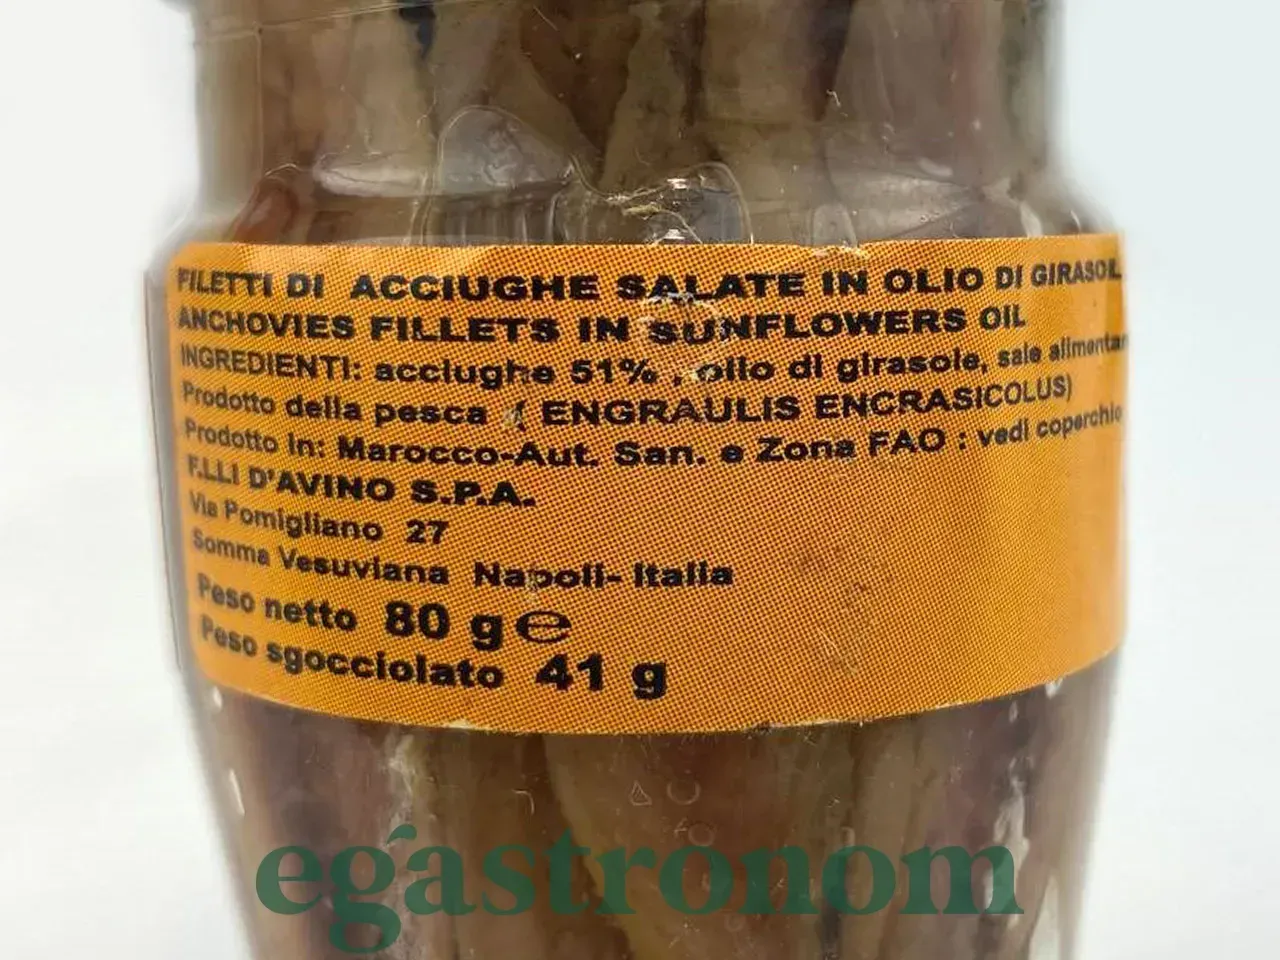 FILETTI DI ACCIUGHE SALATE IN OLIO DI GIRASOL
ANCHOVIES FILLETS IN SUNFLOWERS OIL
INGREDIENTI: acciughe 51% , olio di girasole, sale alimentar
Prodotto della pesca ( ENGRAULIS ENCRASICOLUS)
Prodotto in: Marocco-Aut. San. e Zona FAO : vedi coperchio
F.LLI D'AVINO S.P.A.
Via Pomigliano 27
Somma Vesuviana Napoli- Italia
Peso netto 80 g ℮
Peso sgocciolato 41 g
egastronom